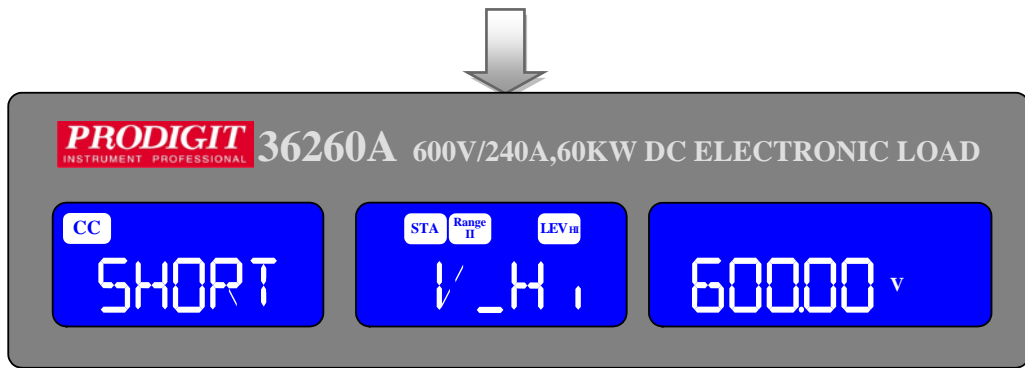 PRODIGIT
INSTRUMENT PROFESSIONAL
36260A 600V/240A,60KW DC ELECTRONIC LOAD
CC
SHORT
STA Range II LEV HI
V_Hi
600.00 V